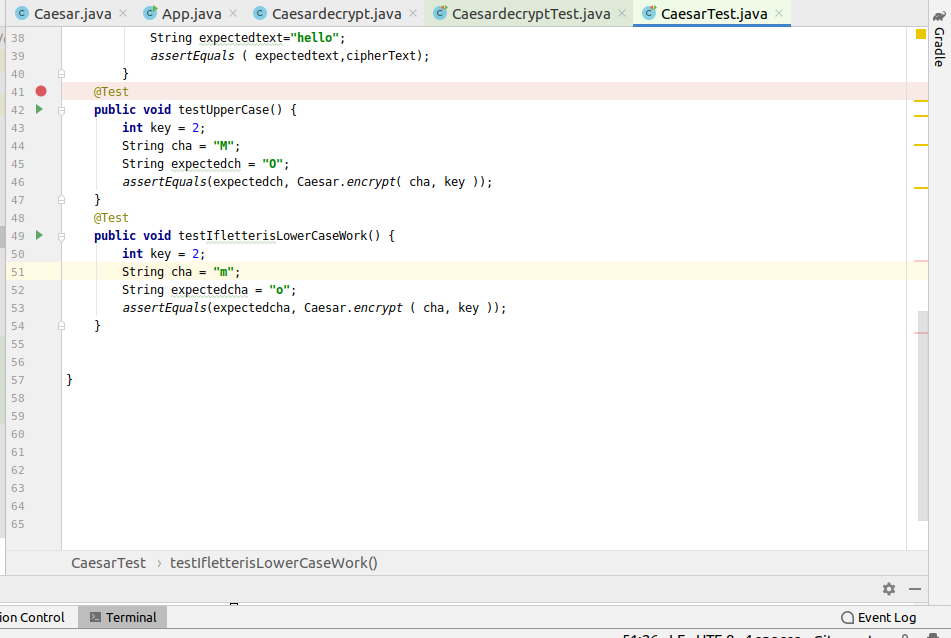 Caesar.java App.java Caesardecrypt.java CaesardecryptTest.java CaesarTest.java
38 String expectedtext="hello";
39 assertEquals ( expectedtext,cipherText);
40 }
41 @Test
42 public void testUpperCase() {
43 int key = 2;
44 String cha = "M";
45 String expectedch = "O";
46 assertEquals(expectedch, Caesar.encrypt( cha, key ));
47 }
48 @Test
49 public void testIfletterisLowerCaseWork() {
50 int key = 2;
51 String cha = "m";
52 String expectedcha = "o";
53 assertEquals(expectedcha, Caesar.encrypt ( cha, key ));
54 }
55
56
57 }
58
59
60
61
62
63
64
65
Gradle
CaesarTest › testIfletterisLowerCaseWork()
ion Control Terminal Event Log